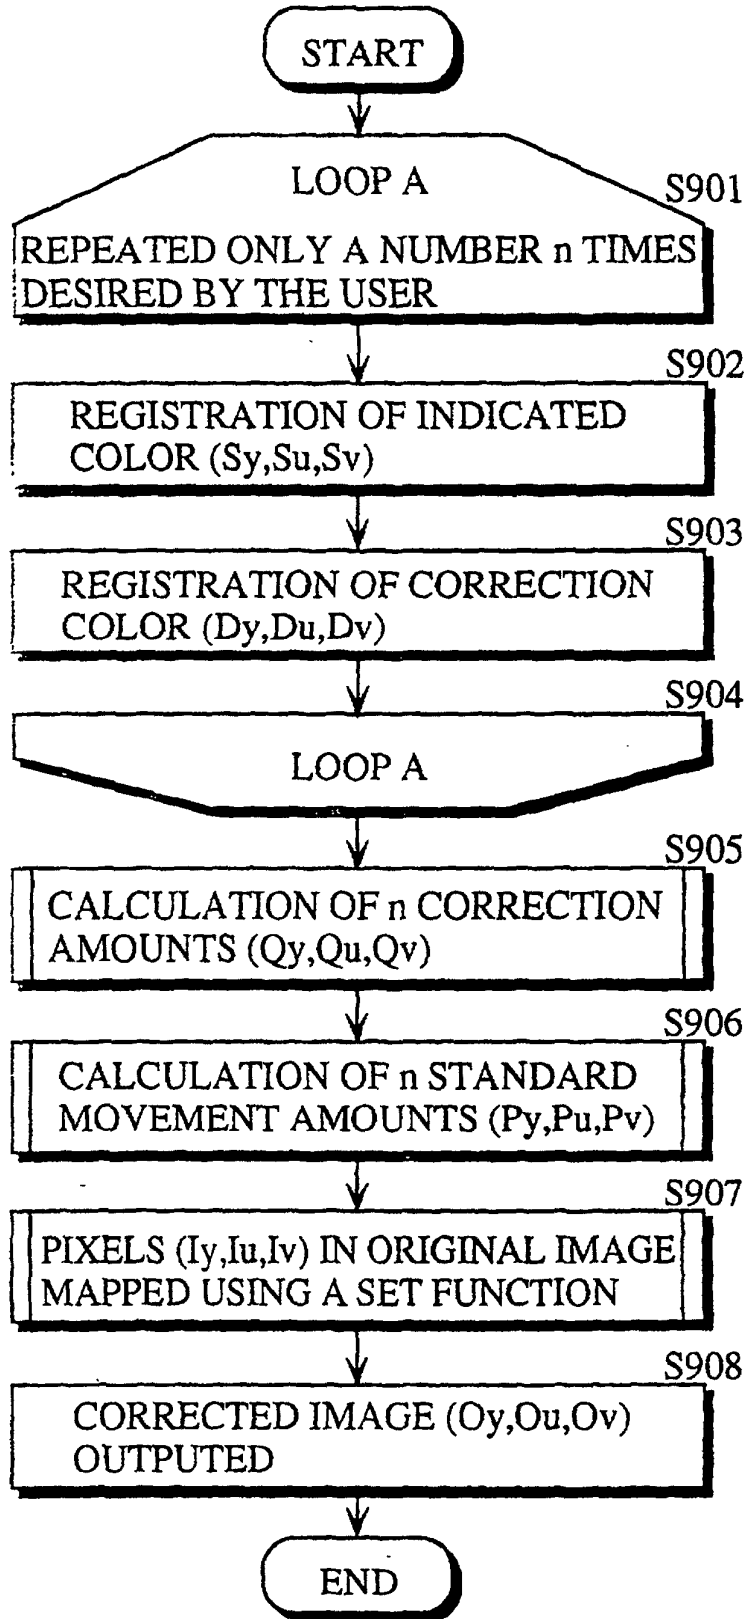 START
LOOP A
S901
REPEATED ONLY A NUMBER n TIMES
DESIRED BY THE USER
S902
REGISTRATION OF INDICATED
COLOR (Sy,Su,Sv)
S903
REGISTRATION OF CORRECTION
COLOR (Dy,Du,Dv)
S904
LOOP A
S905
CALCULATION OF n CORRECTION
AMOUNTS (Qy,Qu,Qv)
S906
CALCULATION OF n STANDARD
MOVEMENT AMOUNTS (Py,Pu,Pv)
S907
PIXELS (Iy,Iu,Iv) IN ORIGINAL IMAGE
MAPPED USING A SET FUNCTION
S908
CORRECTED IMAGE (Oy,Ou,Ov)
OUTPUTED
END